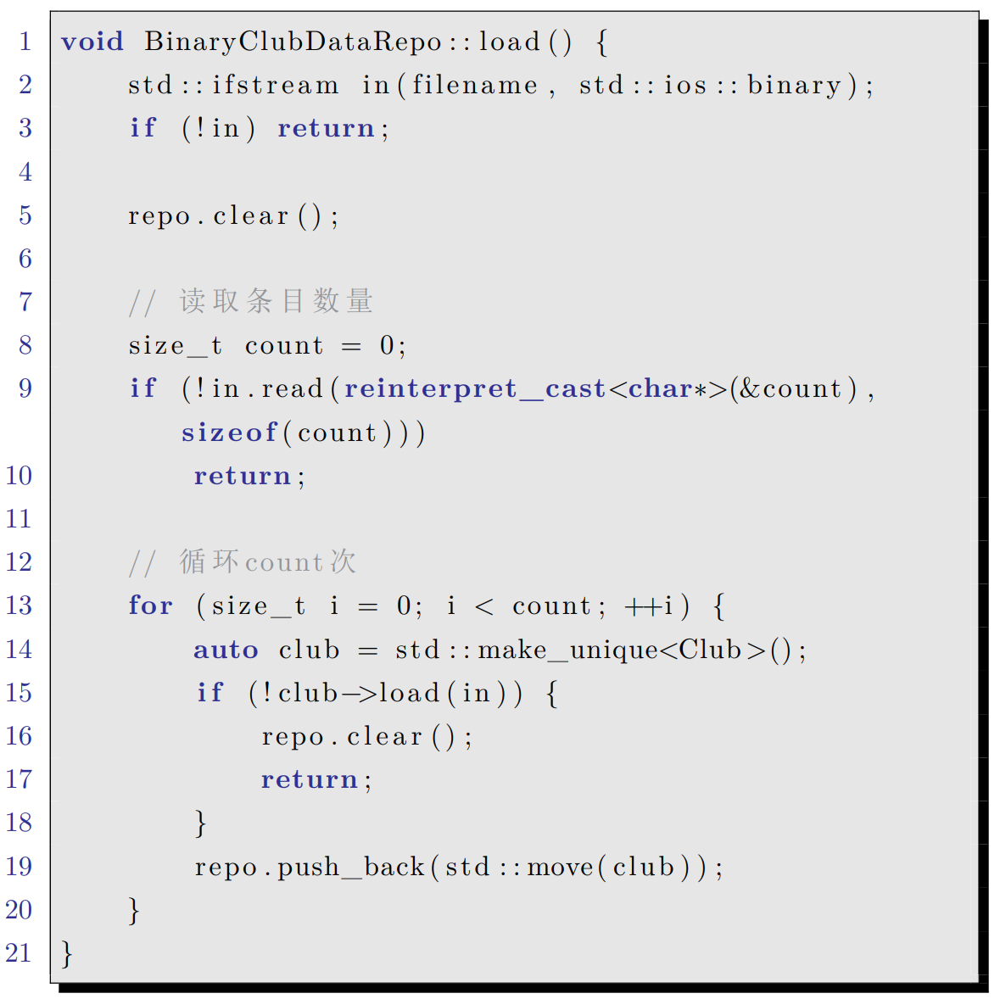 1 void BinaryClubDataRepo::load() {
2 std::ifstream in(filename, std::ios::binary);
3 if (!in) return;
4
5 repo.clear();
6
7 // 读取条目数量
8 size_t count = 0;
9 if (!in.read(reinterpret_cast<char*>(&count),
sizeof(count)))
10 return;
11
12 // 循环count次
13 for (size_t i = 0; i < count; ++i) {
14 auto club = std::make_unique<Club>();
15 if (!club->load(in)) {
16 repo.clear();
17 return;
18 }
19 repo.push_back(std::move(club));
20 }
21 }